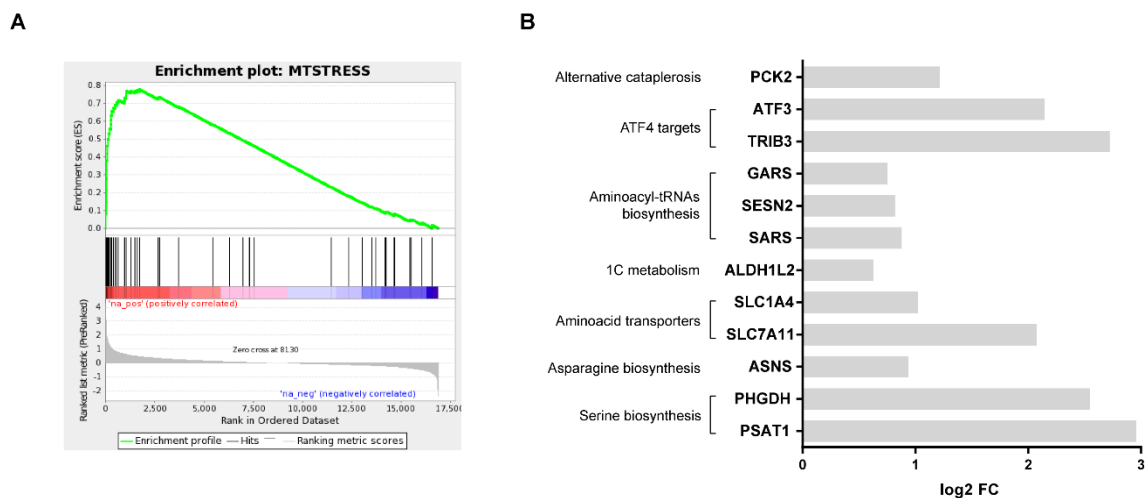 A
Enrichment plot: MTSTRESS
Enrichment score (ES)
0.8
0.7
0.6
0.5
0.4
0.3
0.2
0.1
0.0
'na_pos' (positively correlated)
Ranked list metric (PreRanked)
4
3
2
1
0
-1
-2
Zero cross at 8130
'na_neg' (negatively correlated)
0
2,500
5,000
7,500
10,000
12,500
15,000
17,500
Rank in Ordered Dataset
Enrichment profile
Hits
Ranking metric scores
B
Alternative cataplerosis
PCK2
ATF4 targets
ATF3
TRIB3
Aminoacyl-tRNAs
biosynthesis
GARS
SESN2
SARS
1C metabolism
ALDH1L2
Aminoacid transporters
SLC1A4
SLC7A11
Asparagine biosynthesis
ASNS
Serine biosynthesis
PHGDH
PSAT1
0
1
2
3
log2 FC